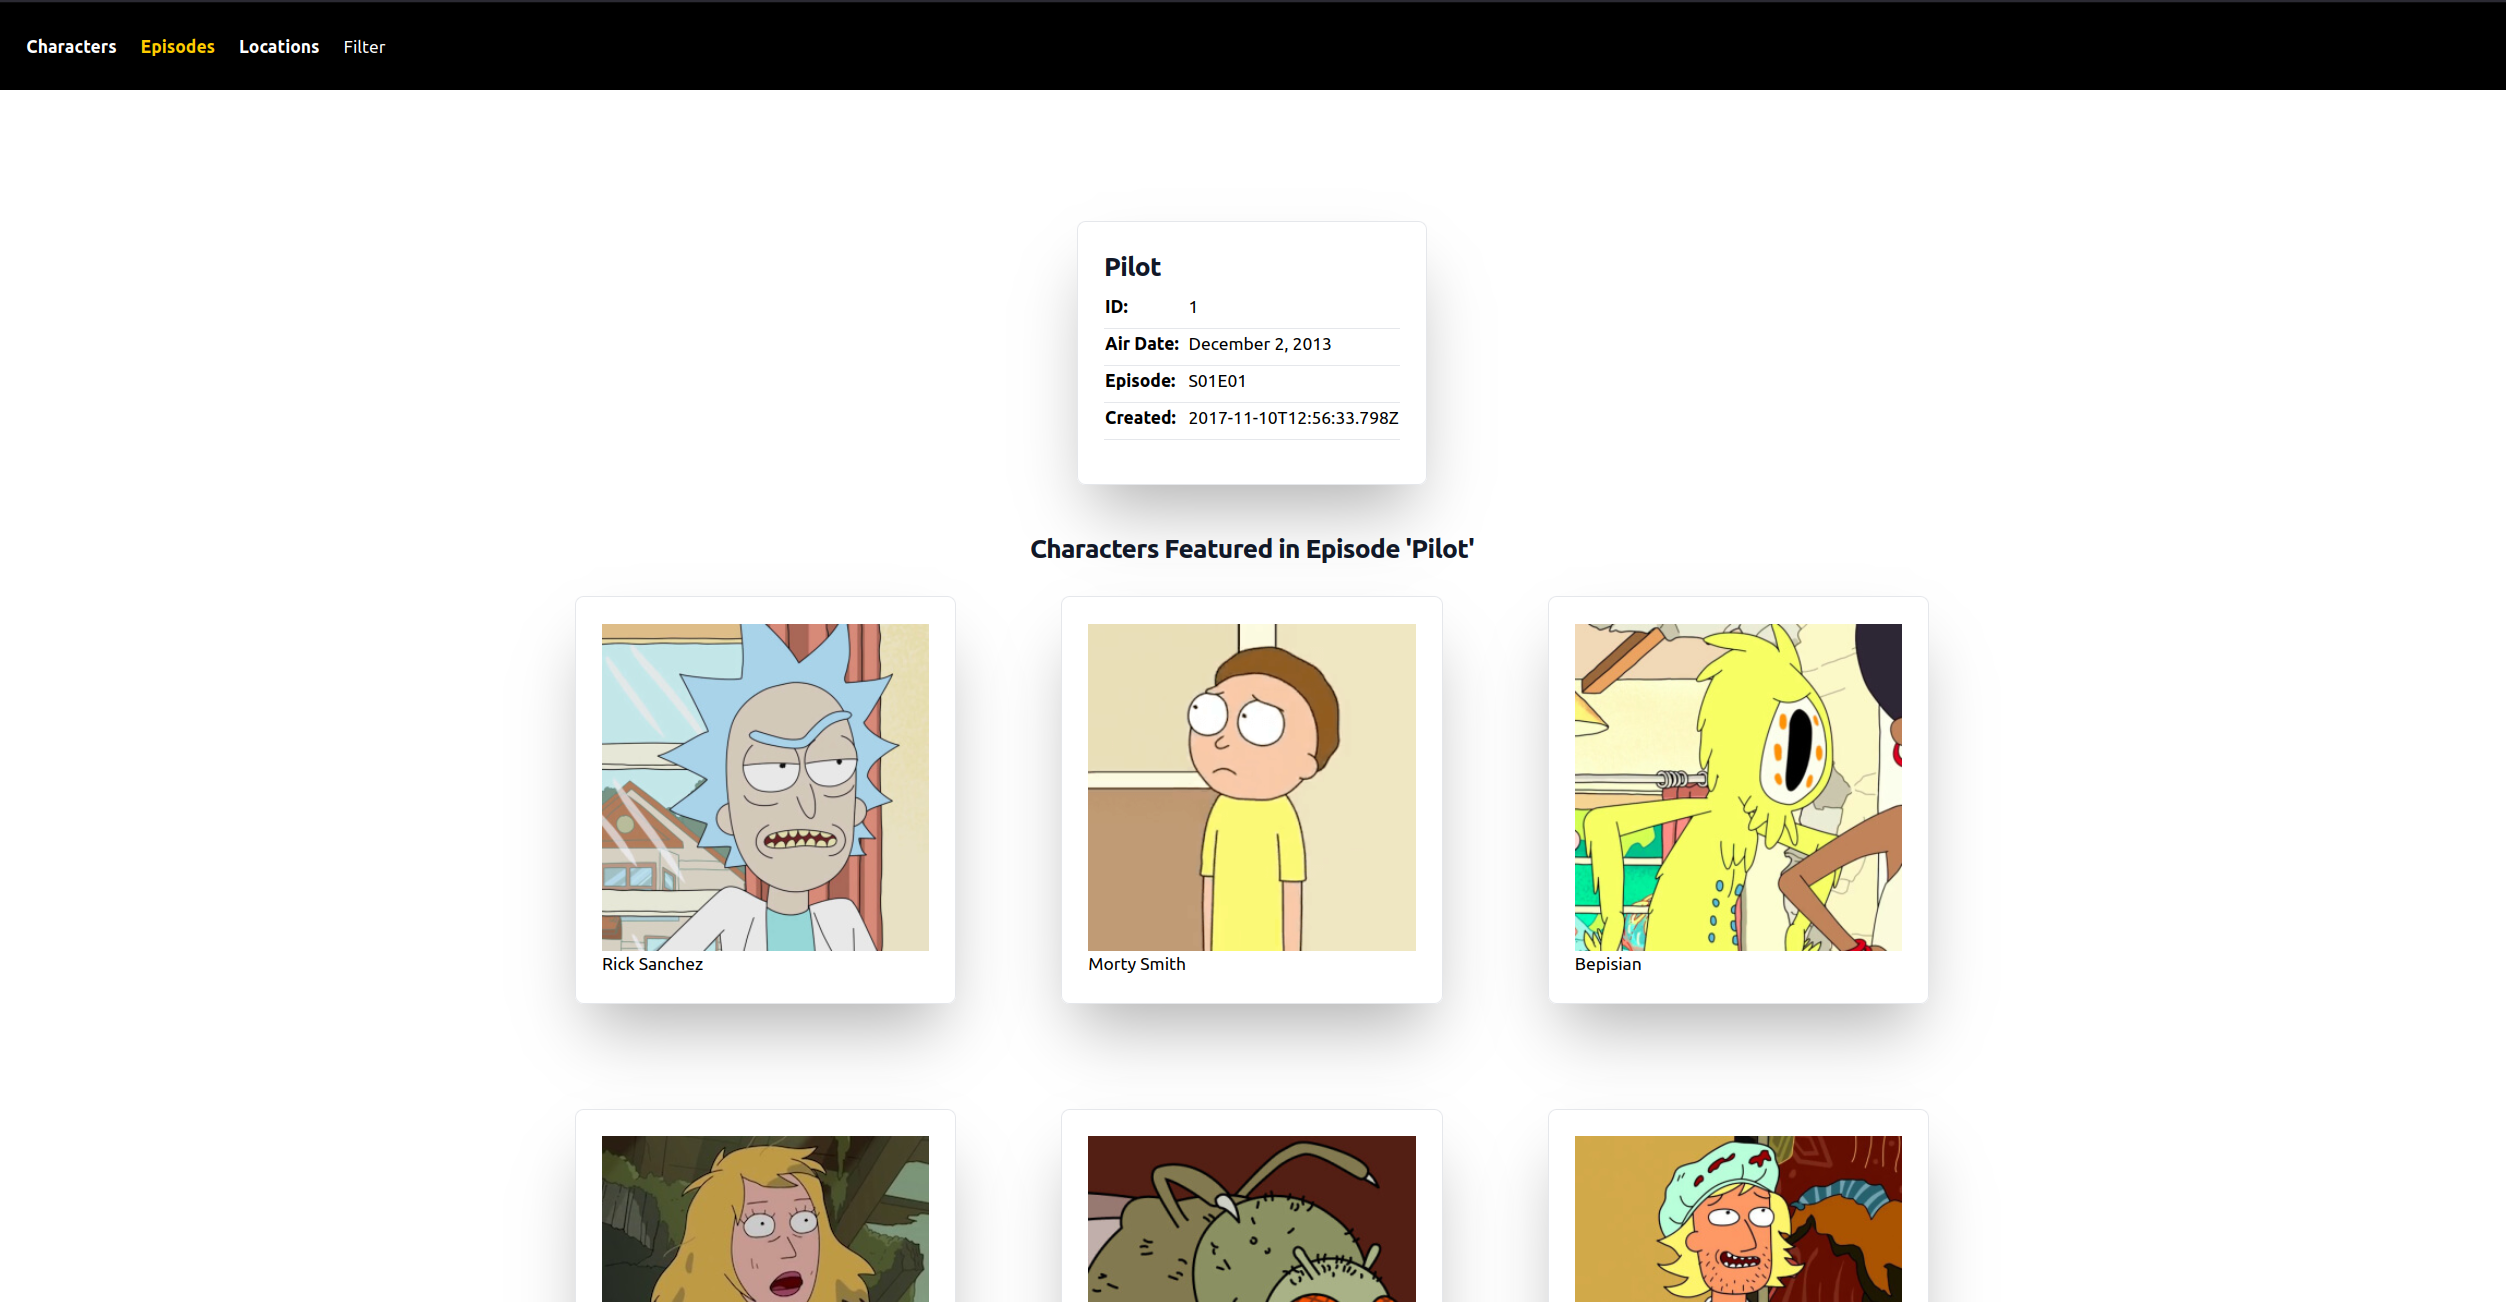 Characters Episodes Locations Filter
Pilot
ID: 1
Air Date: December 2, 2013
Episode: S01E01
Created: 2017-11-10T12:56:33.798Z
Characters Featured in Episode 'Pilot'
Rick Sanchez
Morty Smith
Bepisian